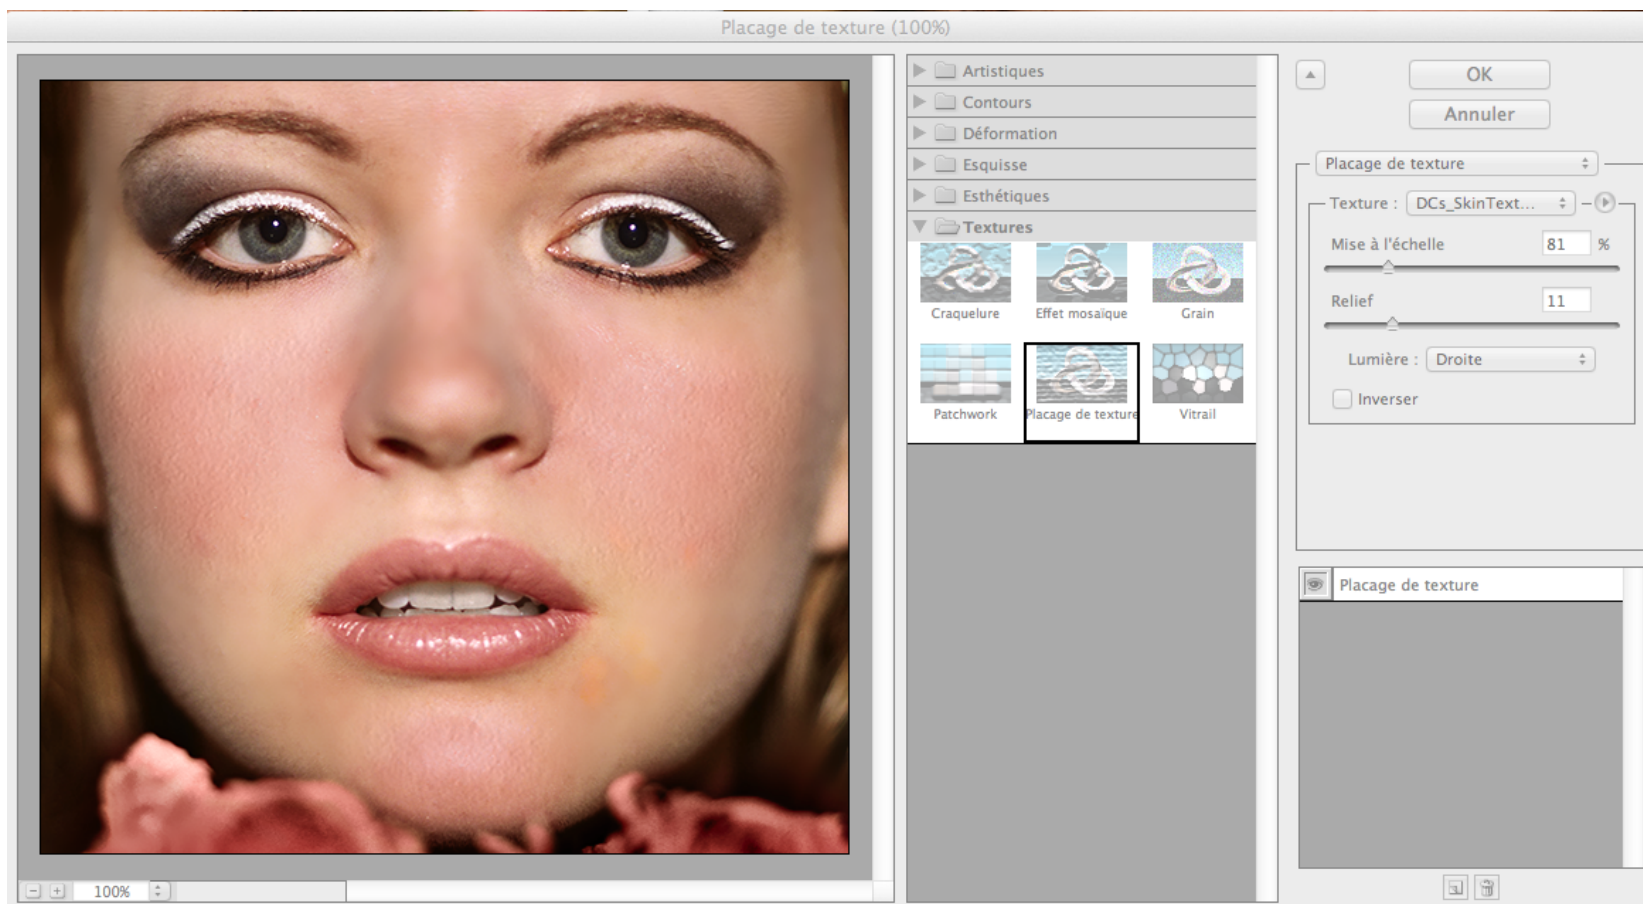 Placage de texture (100%)
Artistiques
Contours
Déformation
Esquisse
Esthétiques
Textures
Craquelure
Effet mosaïque
Grain
Patchwork
Placage de texture
Vitrail
100%
OK
Annuler
Placage de texture
Texture : DCs_SkinText...
Mise à l'échelle 81 %
Relief 11
Lumière : Droite
Inverser
Placage de texture